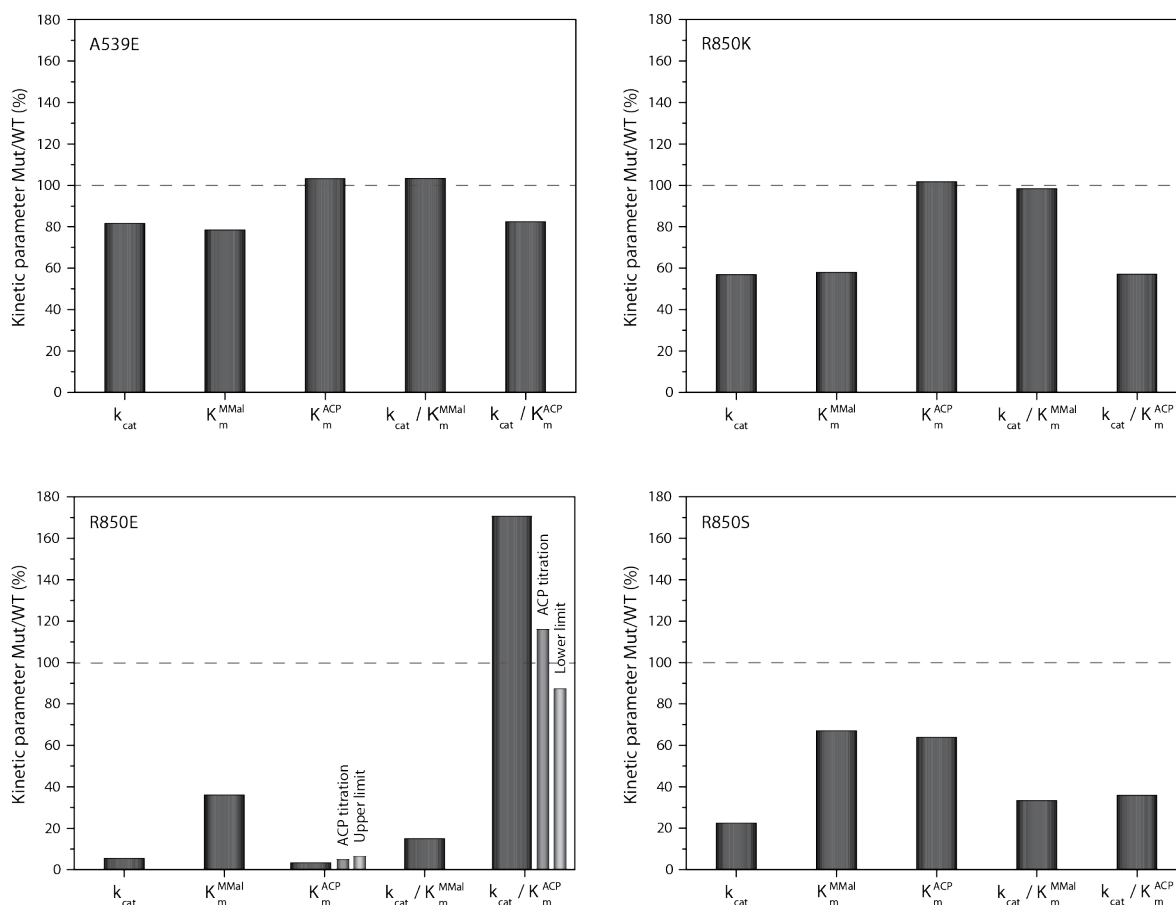 A539E
Kinetic parameter Mut/WT (%)
180
160
140
120
100
80
60
40
20
0
k cat
K m MMal
K m ACP
k cat / K m MMal
k cat / K m ACP
R850K
Kinetic parameter Mut/WT (%)
180
160
140
120
100
80
60
40
20
0
k cat
K m MMal
K m ACP
k cat / K m MMal
k cat / K m ACP
R850E
Kinetic parameter Mut/WT (%)
180
160
140
120
100
80
60
40
20
0
ACP titration
Upper limit
ACP titration
Lower limit
k cat
K m MMal
K m ACP
k cat / K m MMal
k cat / K m ACP
R850S
Kinetic parameter Mut/WT (%)
180
160
140
120
100
80
60
40
20
0
k cat
K m MMal
K m ACP
k cat / K m MMal
k cat / K m ACP